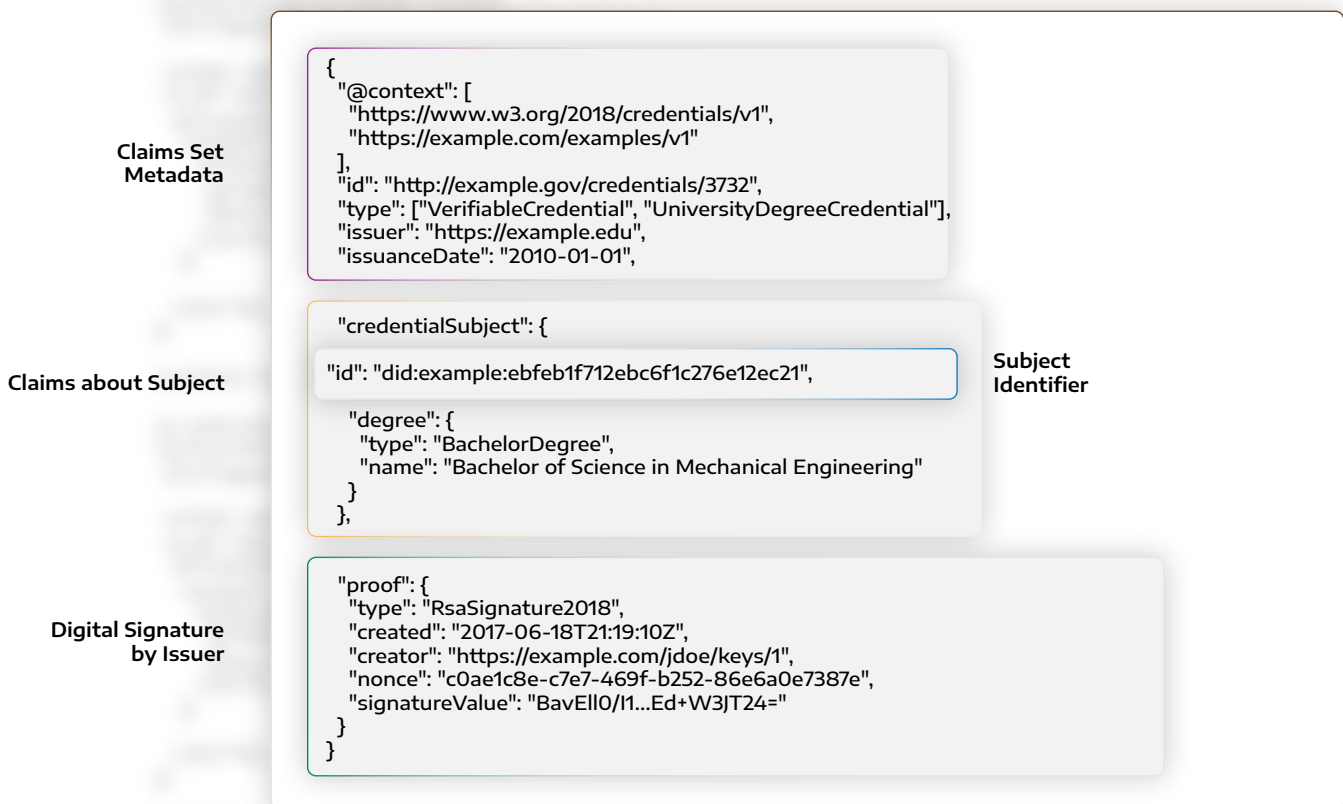 Claims Set
Metadata
{
"@context": [
"https://www.w3.org/2018/credentials/v1",
"https://example.com/examples/v1"
],
"id": "http://example.gov/credentials/3732",
"type": ["VerifiableCredential", "UniversityDegreeCredential"],
"issuer": "https://example.edu",
"issuanceDate": "2010-01-01",
Claims about Subject
"credentialSubject": {
"id": "did:example:ebfeb1f712ebc6f1c276e12ec21",
Subject
Identifier
"degree": {
"type": "BachelorDegree",
"name": "Bachelor of Science in Mechanical Engineering"
}
},
Digital Signature
by Issuer
"proof": {
"type": "RsaSignature2018",
"created": "2017-06-18T21:19:10Z",
"creator": "https://example.com/jdoe/keys/1",
"nonce": "c0ae1c8e-c7e7-469f-b252-86e6a0e7387e",
"signatureValue": "BavEll0/I1...Ed+W3JT24="
}
}